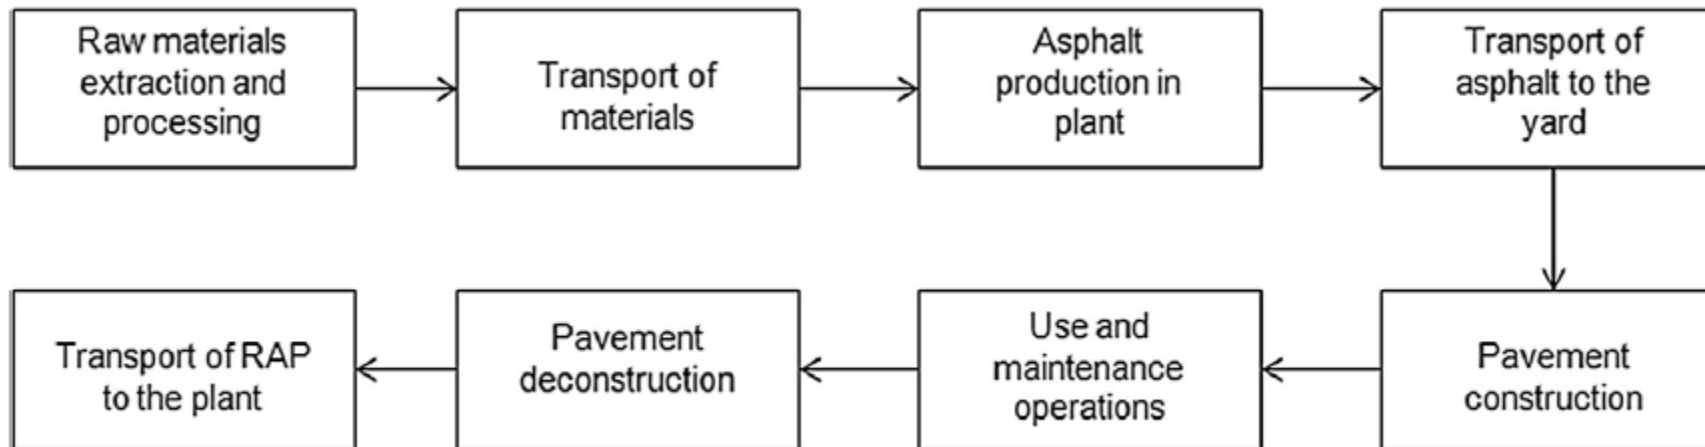 Raw materials
extraction and
processing
Transport of
materials
Asphalt
production in
plant
Transport of
asphalt to the
yard
Transport of RAP
to the plant
Pavement
deconstruction
Use and
maintenance
operations
Pavement
construction